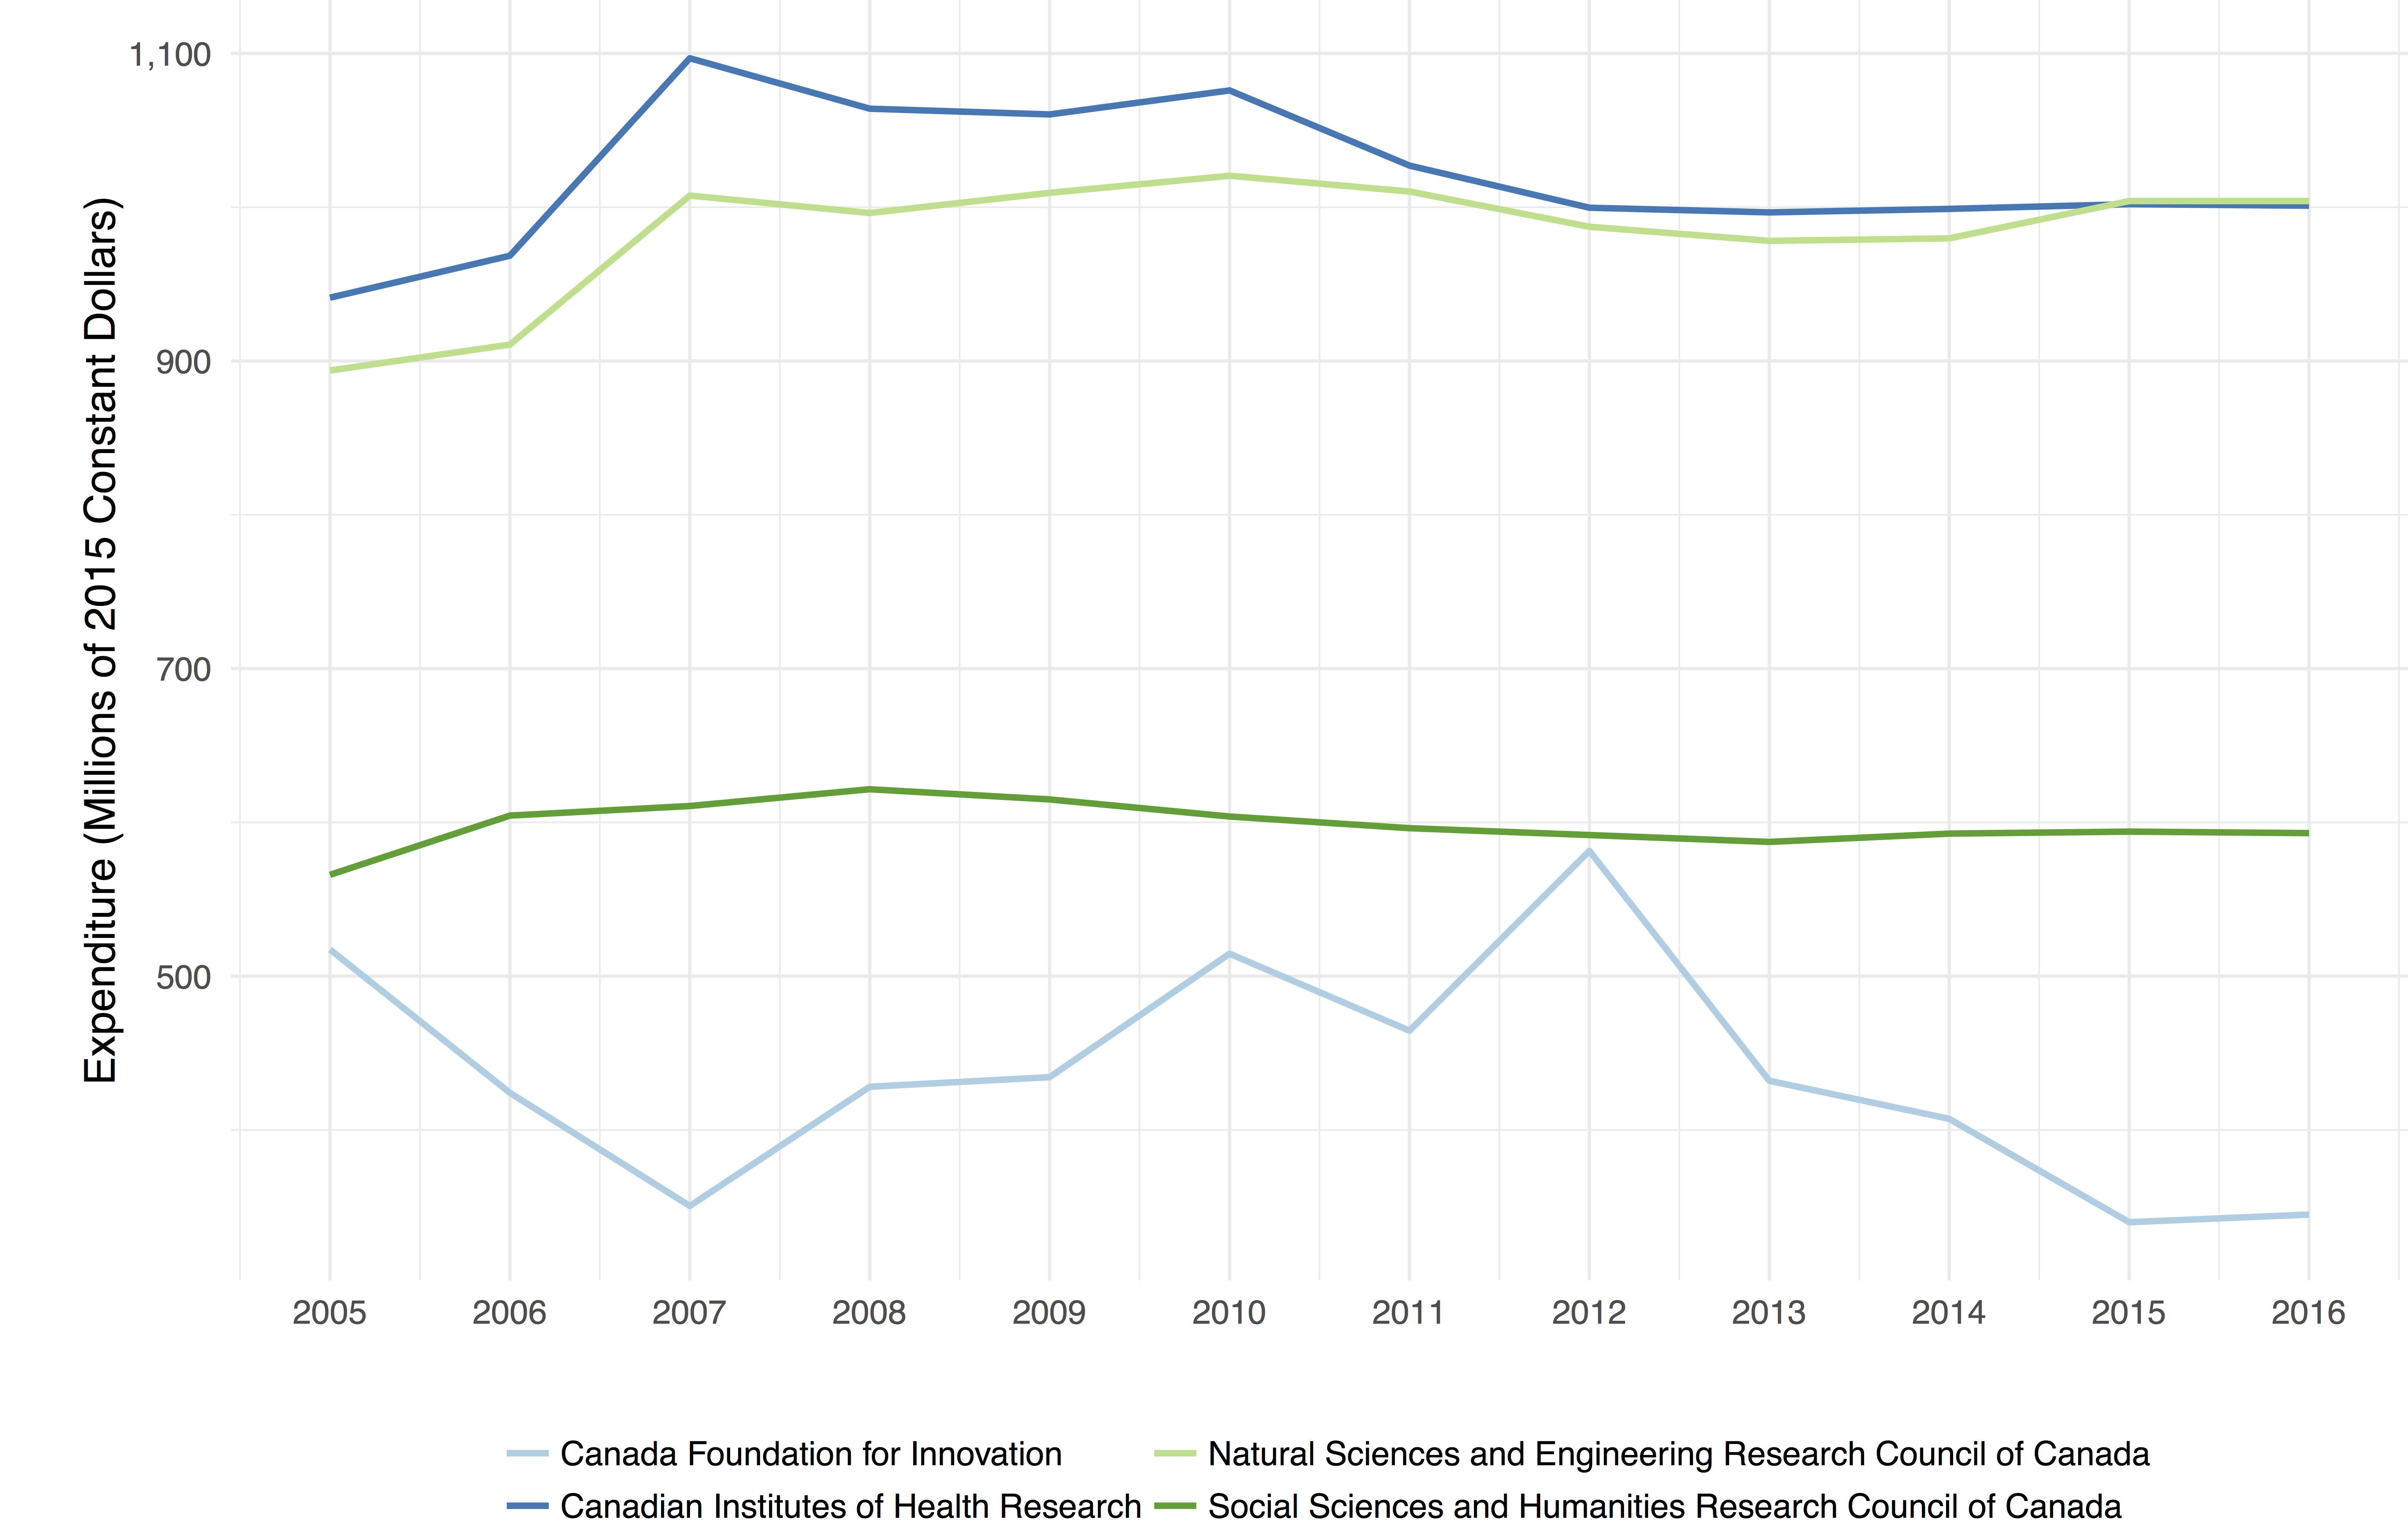 Expenditure (Millions of 2015 Constant Dollars)
1,100
900
700
500
2005 2006 2007 2008 2009 2010 2011 2012 2013 2014 2015 2016
Canada Foundation for Innovation Natural Sciences and Engineering Research Council of Canada
Canadian Institutes of Health Research Social Sciences and Humanities Research Council of Canada